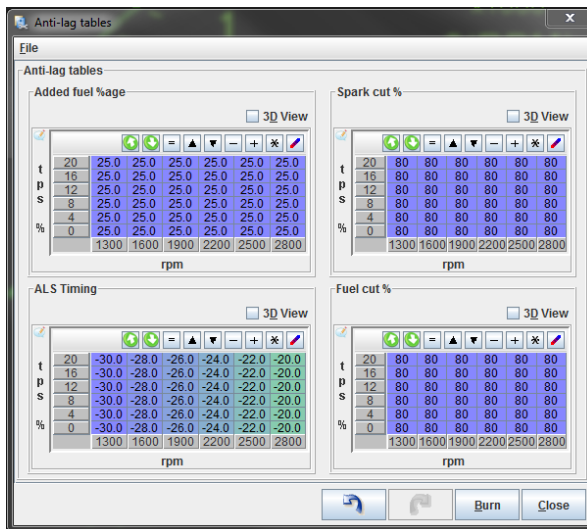 Anti-lag tables
x
File
Anti-lag tables
Added fuel %age
3D View
= - + *
20 25.0 25.0 25.0 25.0 25.0 25.0
16 25.0 25.0 25.0 25.0 25.0 25.0
12 25.0 25.0 25.0 25.0 25.0 25.0
8 25.0 25.0 25.0 25.0 25.0 25.0
4 25.0 25.0 25.0 25.0 25.0 25.0
0 25.0 25.0 25.0 25.0 25.0 25.0
tps %
1300 1600 1900 2200 2500 2800
rpm
Spark cut %
3D View
= - + *
20 80 80 80 80 80 80
16 80 80 80 80 80 80
12 80 80 80 80 80 80
8 80 80 80 80 80 80
4 80 80 80 80 80 80
0 80 80 80 80 80 80
tps %
1300 1600 1900 2200 2500 2800
rpm
ALS Timing
3D View
= - + *
20 -30.0 -28.0 -26.0 -24.0 -22.0 -20.0
16 -30.0 -28.0 -26.0 -24.0 -22.0 -20.0
12 -30.0 -28.0 -26.0 -24.0 -22.0 -20.0
8 -30.0 -28.0 -26.0 -24.0 -22.0 -20.0
4 -30.0 -28.0 -26.0 -24.0 -22.0 -20.0
0 -30.0 -28.0 -26.0 -24.0 -22.0 -20.0
tps %
1300 1600 1900 2200 2500 2800
rpm
Fuel cut %
3D View
= - + *
20 80 80 80 80 80 80
16 80 80 80 80 80 80
12 80 80 80 80 80 80
8 80 80 80 80 80 80
4 80 80 80 80 80 80
0 80 80 80 80 80 80
tps %
1300 1600 1900 2200 2500 2800
rpm
Burn
Close